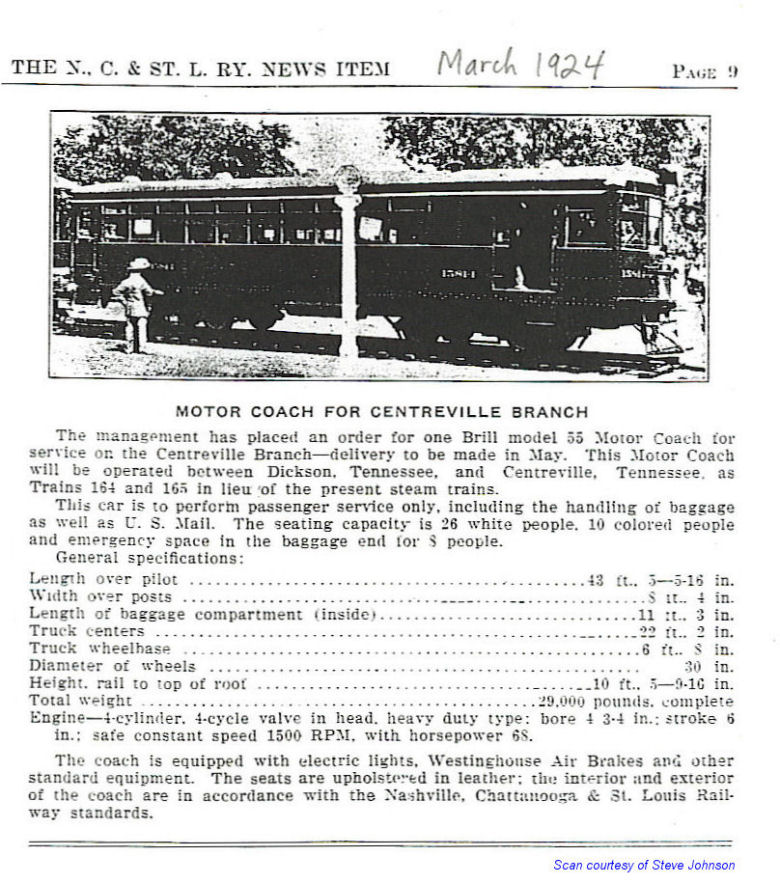 THE N., C. & ST. L. RY. NEWS ITEM March 1924 PAGE 9
15814
15814
MOTOR COACH FOR CENTREVILLE BRANCH
The management has placed an order for one Brill model 55 Motor Coach for
service on the Centreville Branch—delivery to be made in May. This Motor Coach
will be operated between Dickson, Tennessee, and Centreville, Tennessee, as
Trains 164 and 165 in lieu of the present steam trains.
This car is to perform passenger service only, including the handling of baggage
as well as U. S. Mail. The seating capacity is 26 white people, 10 colored people
and emergency space in the baggage end for 8 people.
General specifications:
Length over pilot ........ 43 ft., 5—5-16 in.
Width over posts ........ 8 ft., 4 in.
Length of baggage compartment (inside) ........ 11 ft., 3 in.
Truck centers ........ 22 ft., 2 in.
Truck wheelbase ........ 6 ft., 8 in.
Diameter of wheels ........ 30 in.
Height, rail to top of roof ........ 10 ft., 5—9-16 in.
Total weight ........ 29,000 pounds, complete
Engine—4-cylinder, 4-cycle valve in head, heavy duty type; bore 4 3-4 in.; stroke 6
in.; safe constant speed 1500 RPM, with horsepower 68.
The coach is equipped with electric lights, Westinghouse Air Brakes and other
standard equipment. The seats are upholstered in leather; the interior and exterior
of the coach are in accordance with the Nashville, Chattanooga & St. Louis Rail-
way standards.
Scan courtesy of Steve Johnson